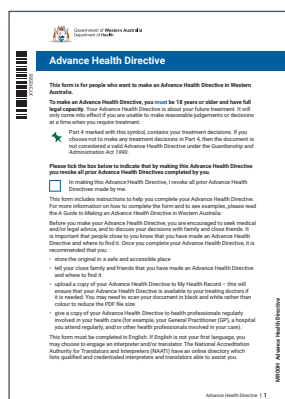 Government of Western Australia
Department of Health
Advance Health Directive
This form is for people who want to make an Advance Health Directive in Western
Australia.
To make an Advance Health Directive, you must be 18 years or older and have full
legal capacity. Your Advance Health Directive is about your future treatment. It will
only come into effect if you are unable to make reasonable judgements or decisions
at a time when you require treatment.
Part 4 marked with this symbol, contains your treatment decisions. If you
choose not to make any treatment decisions in Part 4, then the document is
not considered a valid Advance Health Directive under the Guardianship and
Administration Act 1990.
Please tick the box below to indicate that by making this Advance Health Directive
you revoke all prior Advance Health Directives completed by you.
In making this Advance Health Directive, I revoke all prior Advance Health
Directives made by me.
This form includes instructions to help you complete your Advance Health Directive.
For more information on how to complete the form and to see examples, please read
the A Guide to Making an Advance Health Directive in Western Australia.
Before you make your Advance Health Directive, you are encouraged to seek medical
and/or legal advice, and to discuss your decisions with family and close friends. It
is important that people close to you know that you have made an Advance Health
Directive and where to find it. Once you complete your Advance Health Directive, it is
recommended that you:
• store the original in a safe and accessible place
• tell your close family and friends that you have made an Advance Health Directive
and where to find it
• upload a copy of your Advance Health Directive to My Health Record – this will
ensure that your Advance Health Directive is available to your treating doctors if
it is needed. You may need to scan your document in black and white rather than
colour to reduce the PDF file size
• give a copy of your Advance Health Directive to health professionals regularly
involved in your health care (for example, your General Practitioner (GP), a hospital
you attend regularly, and/or other health professionals involved in your care).
This form must be completed in English. If English is not your first language, you
may choose to engage an interpreter and/or translator. The National Accreditation
Authority for Translators and Interpreters (NAATI) have an online directory which
lists qualified and credentialed interpreters and translators able to assist you.
MR00H Advance Health Directive
Advance Health Directive | 1